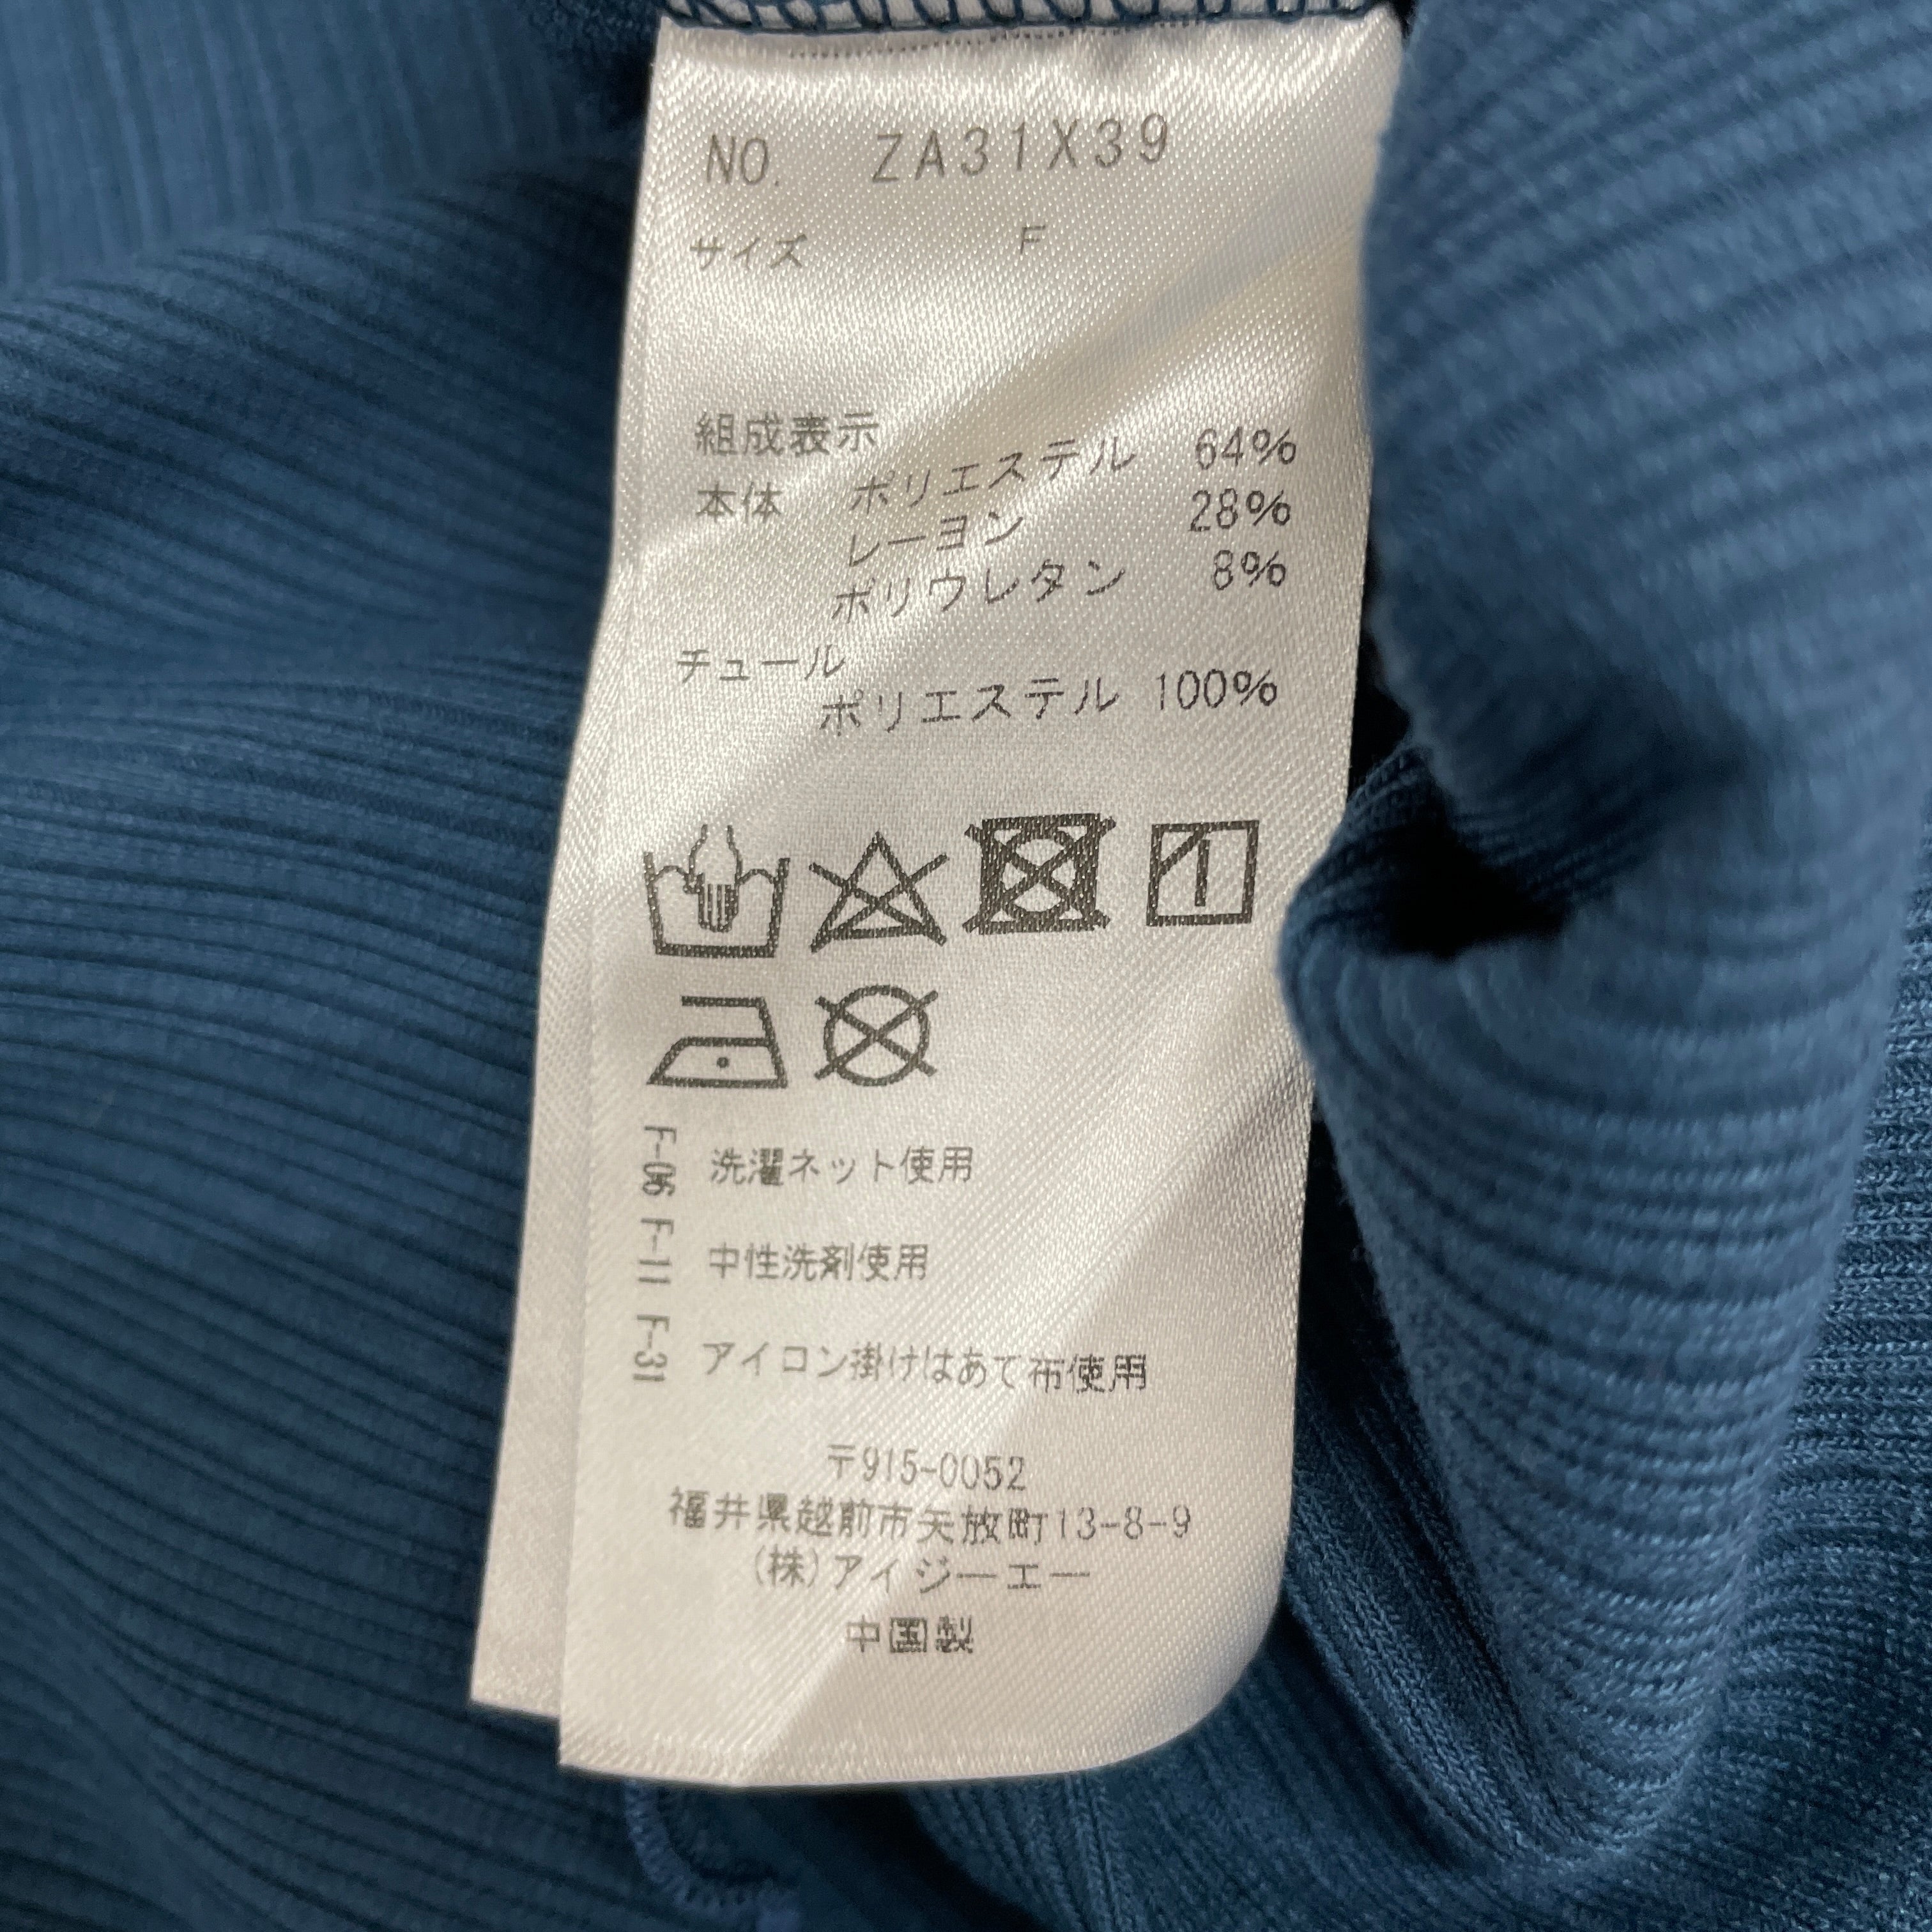 NO. ZA31X39
サイズ F
組成表示
本体 ポリエステル 64%
レーヨン 28%
ポリウレタン 8%
チュール
ポリエステル 100%
F-06 洗濯ネット使用
F-11 中性洗剤使用
F-31 アイロン掛けはあて布使用
〒915-0052
福井県越前市矢放町13-8-9
(株)アイジーエー
中国製